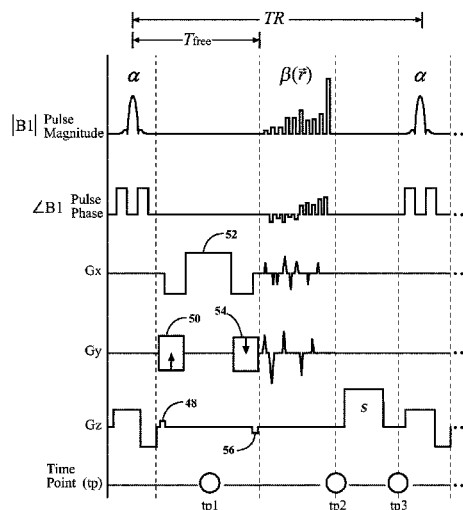 TR
Tfree
α β(r⃗) α
|B1| Pulse Magnitude
∠B1 Pulse Phase
52
Gx
50 54
Gy
48 s
Gz
56
Time Point (tp)
tp1 tp2 tp3